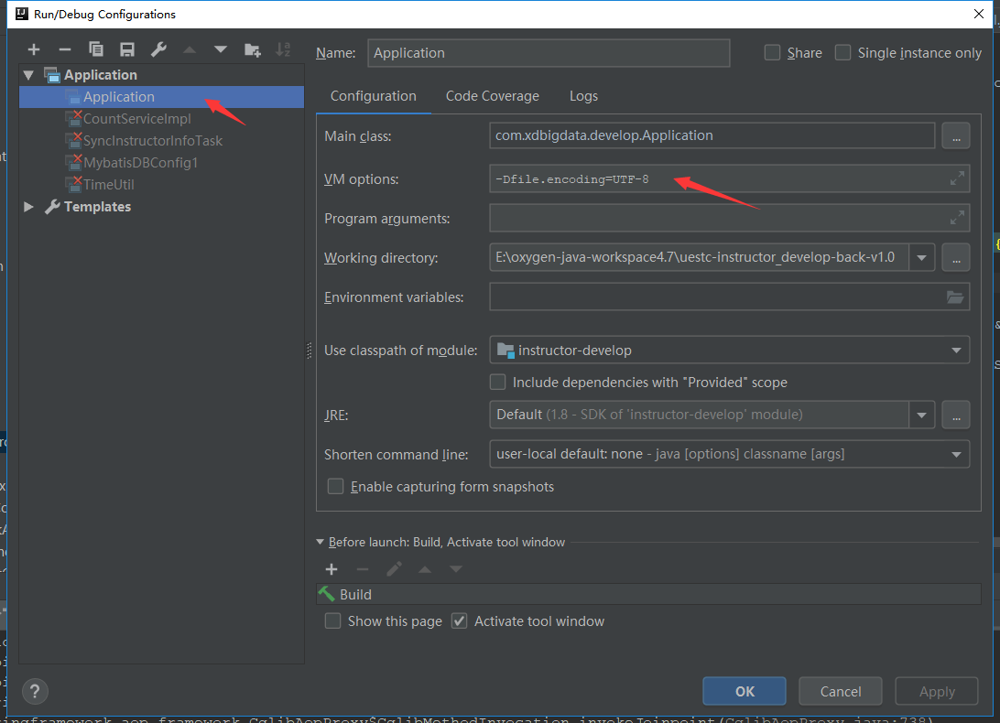 Run/Debug Configurations
Name: Application Share Single instance only
Application
Application
CountServiceImpl
SyncInstructorInfoTask
MybatisDBConfig1
TimeUtil
Templates
Configuration Code Coverage Logs
Main class: com.xdbigdata.develop.Application ...
VM options: -Dfile.encoding=UTF-8
Program arguments:
Working directory: E:\oxygen-java-workspace4.7\uestc-instructor_develop-back-v1.0 ...
Environment variables:
Use classpath of module: instructor-develop
Include dependencies with "Provided" scope
JRE: Default (1.8 - SDK of 'instructor-develop' module) ...
Shorten command line: user-local default: none - java [options] classname [args]
Enable capturing form snapshots
Before launch: Build, Activate tool window
Build
Show this page Activate tool window
? OK Cancel Apply